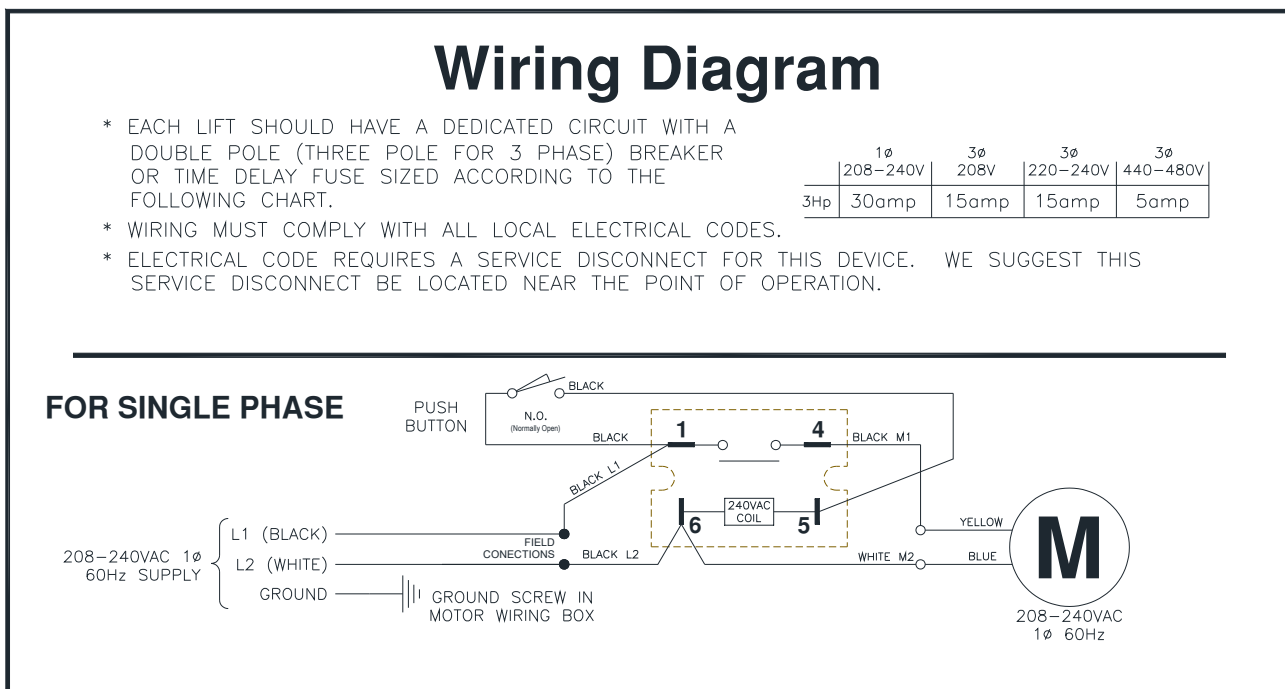 Wiring Diagram
* EACH LIFT SHOULD HAVE A DEDICATED CIRCUIT WITH A
DOUBLE POLE (THREE POLE FOR 3 PHASE) BREAKER
OR TIME DELAY FUSE SIZED ACCORDING TO THE
FOLLOWING CHART.
* WIRING MUST COMPLY WITH ALL LOCAL ELECTRICAL CODES.
* ELECTRICAL CODE REQUIRES A SERVICE DISCONNECT FOR THIS DEVICE. WE SUGGEST THIS
SERVICE DISCONNECT BE LOCATED NEAR THE POINT OF OPERATION.
1ø 3ø 3ø 3ø
208-240V 208V 220-240V 440-480V
3Hp 30amp 15amp 15amp 5amp
FOR SINGLE PHASE
PUSH
BUTTON
BLACK
N.O.
(Normally Open)
BLACK
1
4
BLACK M1
BLACK L1
240VAC
COIL
6
5
L1 (BLACK)
L2 (WHITE)
GROUND
208-240VAC 1ø
60Hz SUPPLY
FIELD
CONECTIONS
BLACK L2
WHITE M2
YELLOW
BLUE
M
208-240VAC
1ø 60Hz
GROUND SCREW IN
MOTOR WIRING BOX